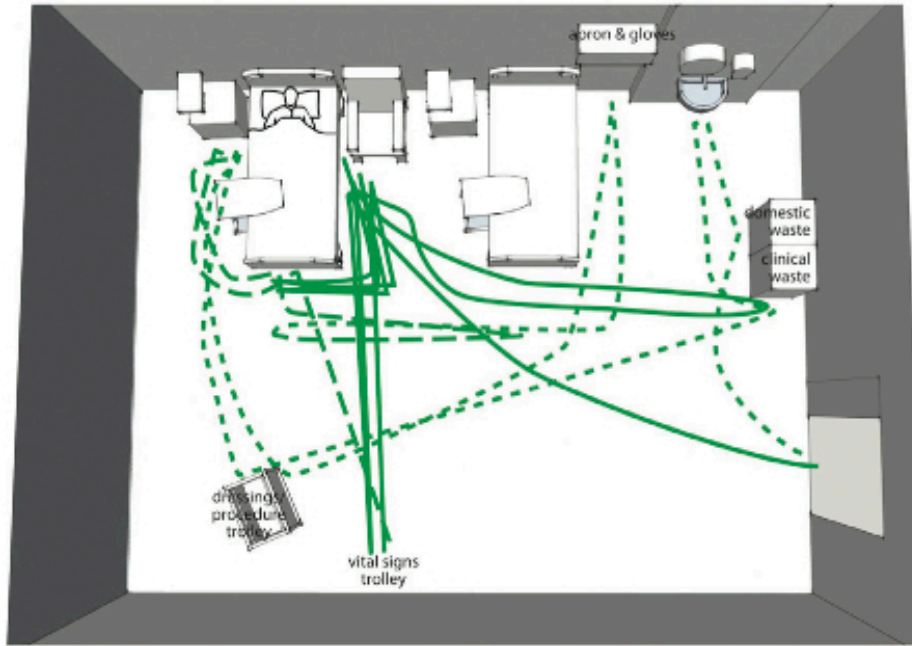 apron & gloves
domestic
waste
clinical
waste
dressings/
procedure
trolley
vital signs
trolley